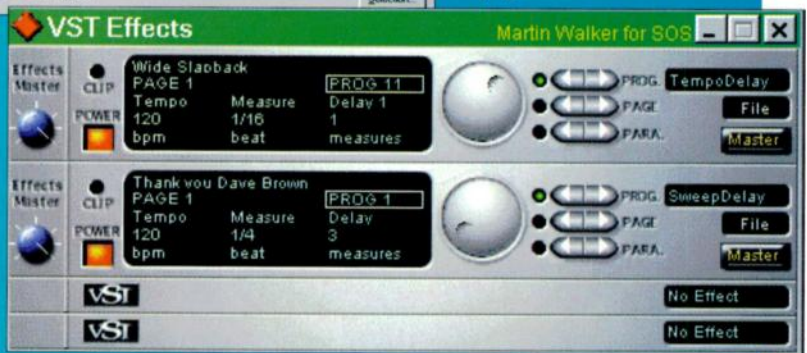 VST Effects Martin Walker for SOS
Effects Master
CLIP
POWER
Wide Slapback
PAGE 1 PROG 11
Tempo Measure Delay 1
120 1/16 1
bpm beat measures
PROG. TempoDelay
PAGE File
PARA. Master
Effects Master
CLIP
POWER
Thank you Dave Brown
PAGE 1 PROG 1
Tempo Measure Delay
120 1/4 3
bpm beat measures
PROG. SweepDelay
PAGE File
PARA. Master
VST No Effect
VST No Effect